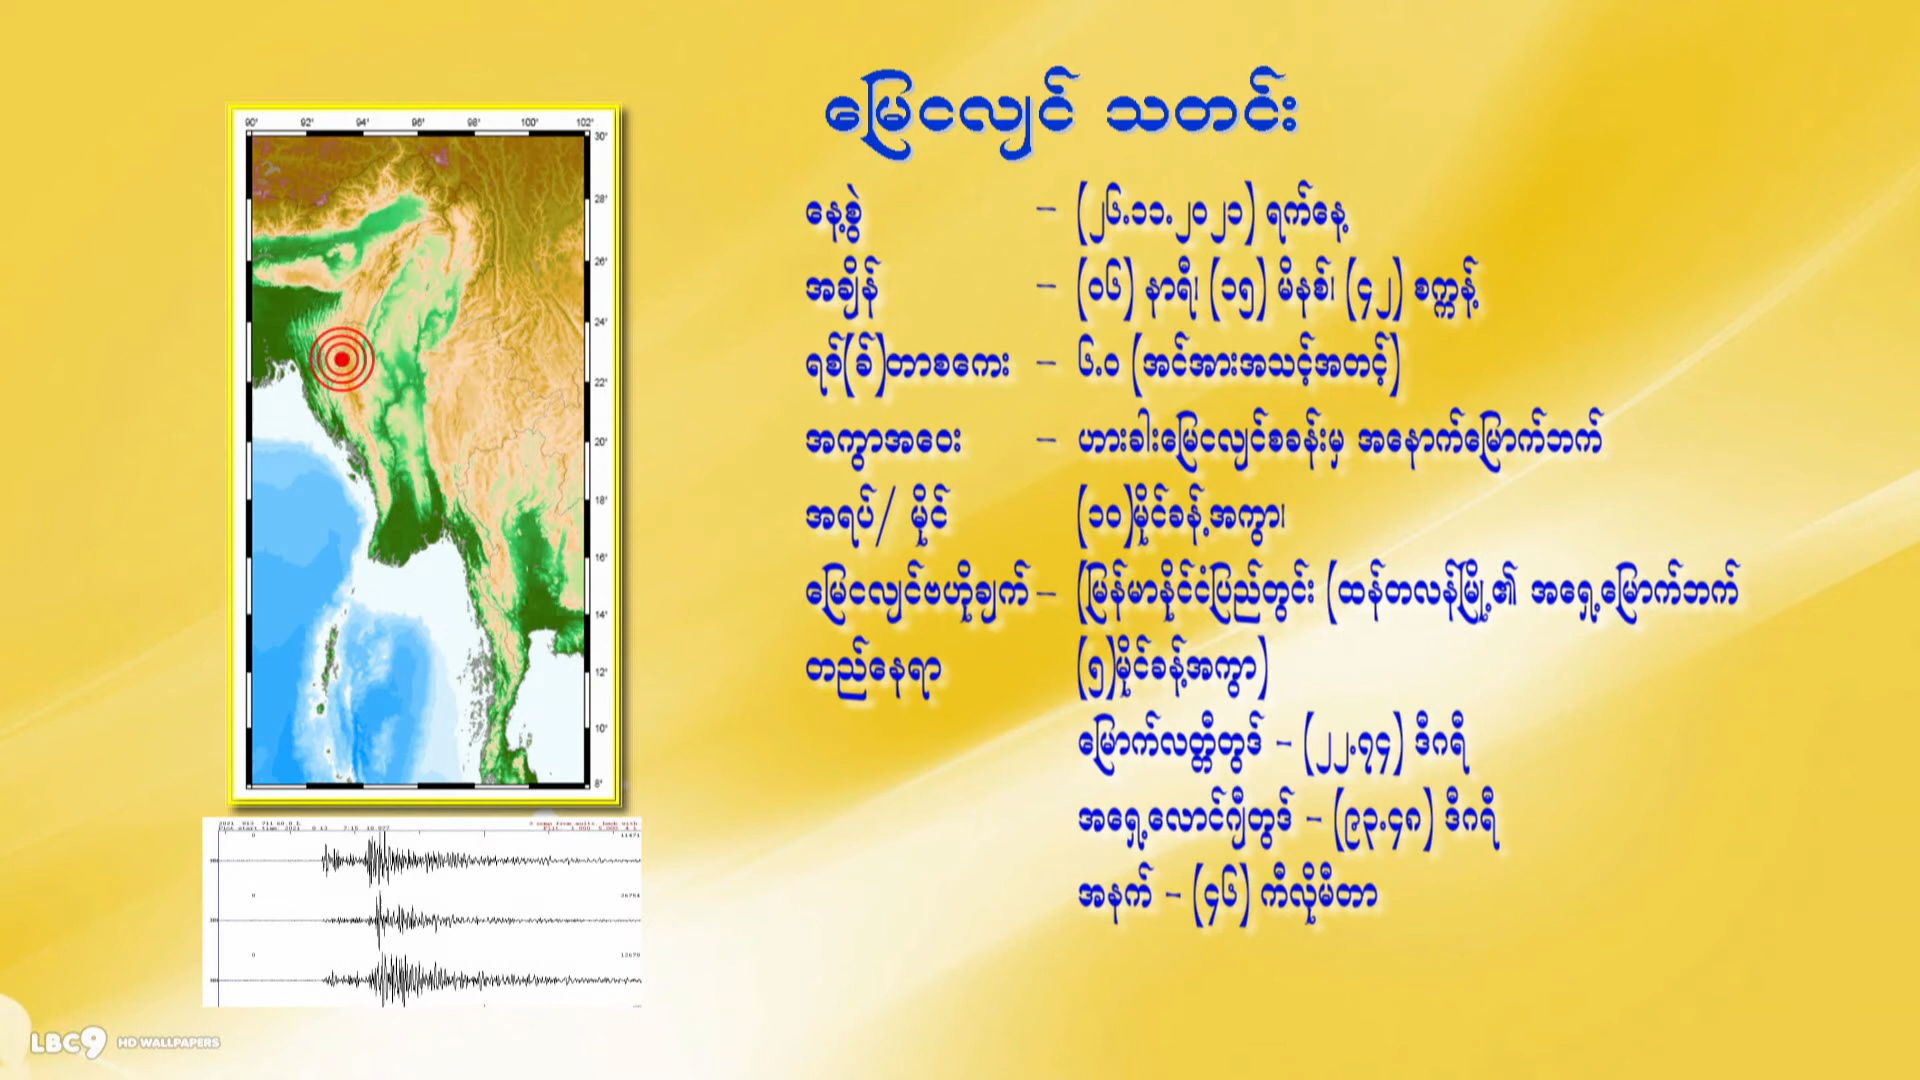 မြေငလျင် သတင်း
နေ့စွဲ – (၂၆.၁၁.၂၀၂၁) ရက်နေ့
အချိန် – (၀၆) နာရီ၊ (၁၅) မိနစ်၊ (၄၂) စက္ကန့်
ရစ်(ခ်)တာစကေး – ၆.၀ (အင်အားအသင့်အတင့်)
အကွာအဝေး – ဟားခါးမြေငလျင်စခန်းမှ အနောက်မြောက်ဘက်
အရပ်/ မိုင် (၁၀)မိုင်ခန့်အကွာ၊
မြေငလျင်ဗဟိုချက် – (မြန်မာနိုင်ငံပြည်တွင်း (ထန်တလန်မြို့၏ အရှေ့မြောက်ဘက်
တည်နေရာ (၅)မိုင်ခန့်အကွာ)
မြောက်လတ္တီတွဒ် – (၂၂.၇၄) ဒီဂရီ
အရှေ့လောင်ဂျီတွဒ် – (၉၃.၄၈) ဒီဂရီ
အနက် – (၄၆) ကီလိုမီတာ
90° 92° 94° 96° 98° 100° 102°
30°
28°
26°
24°
22°
20°
18°
16°
14°
12°
10°
8°
LBC9 HD WALLPAPERS